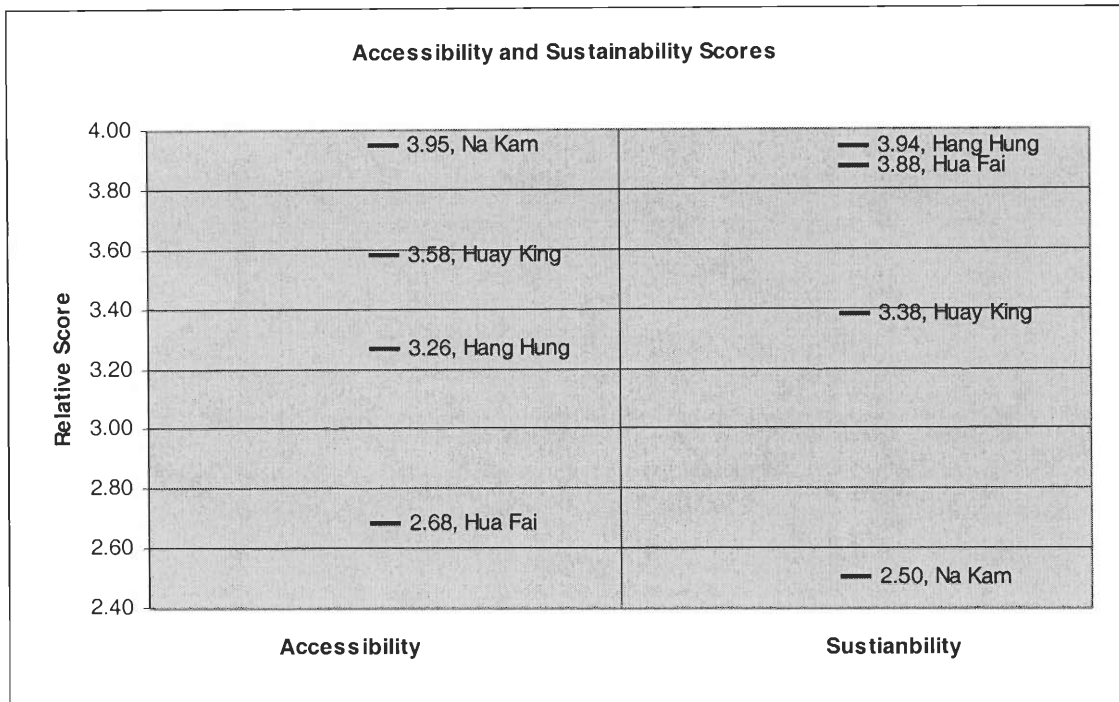 Accessibility and Sustainability Scores
Relative Score
4.00
3.80
3.60
3.40
3.20
3.00
2.80
2.60
2.40
3.95, Na Kam
3.58, Huay King
3.26, Hang Hung
2.68, Hua Fai
3.94, Hang Hung
3.88, Hua Fai
3.38, Huay King
2.50, Na Kam
Accessibility
Sustianbility